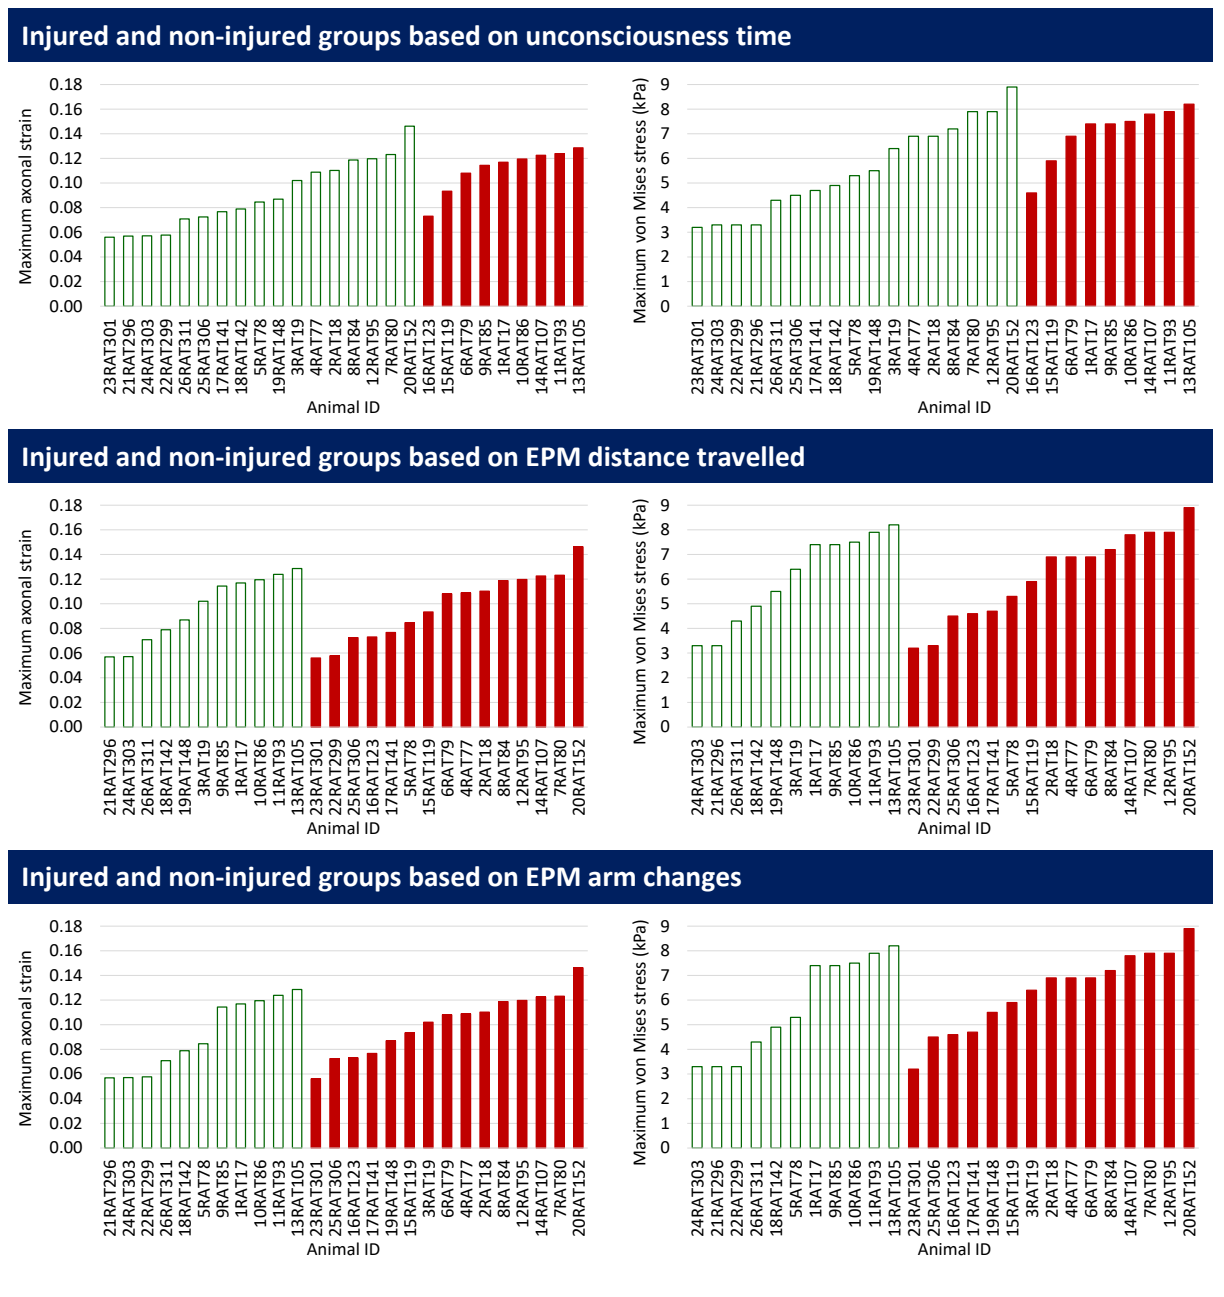 Injured and non-injured groups based on unconsciousness time
Maximum axonal strain
0.18
0.16
0.14
0.12
0.10
0.08
0.06
0.04
0.02
0.00
23RAT301
21RAT296
24RAT303
22RAT299
26RAT311
25RAT306
17RAT141
18RAT142
5RAT78
19RAT148
3RAT19
4RAT77
2RAT18
8RAT84
12RAT95
7RAT80
20RAT152
16RAT123
15RAT119
6RAT79
9RAT85
1RAT17
10RAT86
14RAT107
11RAT93
13RAT105
Animal ID
Maximum von Mises stress (kPa)
9
8
7
6
5
4
3
2
1
0
23RAT301
24RAT303
22RAT299
21RAT296
26RAT311
25RAT306
17RAT141
18RAT142
5RAT78
19RAT148
3RAT19
4RAT77
2RAT18
8RAT84
7RAT80
12RAT95
20RAT152
16RAT123
15RAT119
6RAT79
1RAT17
9RAT85
10RAT86
14RAT107
11RAT93
13RAT105
Animal ID
Injured and non-injured groups based on EPM distance travelled
Maximum axonal strain
0.18
0.16
0.14
0.12
0.10
0.08
0.06
0.04
0.02
0.00
21RAT296
24RAT303
26RAT311
18RAT142
19RAT148
3RAT19
9RAT85
1RAT17
10RAT86
11RAT93
13RAT105
23RAT301
22RAT299
25RAT306
16RAT123
17RAT141
5RAT78
15RAT119
6RAT79
4RAT77
2RAT18
8RAT84
12RAT95
14RAT107
7RAT80
20RAT152
Animal ID
Maximum von Mises stress (kPa)
9
8
7
6
5
4
3
2
1
0
24RAT303
21RAT296
26RAT311
18RAT142
19RAT148
3RAT19
1RAT17
9RAT85
10RAT86
11RAT93
13RAT105
23RAT301
22RAT299
25RAT306
16RAT123
17RAT141
5RAT78
15RAT119
2RAT18
4RAT77
6RAT79
8RAT84
14RAT107
7RAT80
12RAT95
20RAT152
Animal ID
Injured and non-injured groups based on EPM arm changes
Maximum axonal strain
0.18
0.16
0.14
0.12
0.10
0.08
0.06
0.04
0.02
0.00
21RAT296
24RAT303
22RAT299
26RAT311
18RAT142
5RAT78
9RAT85
1RAT17
10RAT86
11RAT93
13RAT105
23RAT301
25RAT306
16RAT123
17RAT141
19RAT148
15RAT119
3RAT19
6RAT79
4RAT77
2RAT18
8RAT84
12RAT95
14RAT107
7RAT80
20RAT152
Animal ID
Maximum von Mises stress (kPa)
9
8
7
6
5
4
3
2
1
0
24RAT303
21RAT296
22RAT299
26RAT311
18RAT142
5RAT78
1RAT17
9RAT85
10RAT86
11RAT93
13RAT105
23RAT301
25RAT306
16RAT123
17RAT141
19RAT148
15RAT119
3RAT19
2RAT18
4RAT77
6RAT79
8RAT84
14RAT107
7RAT80
12RAT95
20RAT152
Animal ID